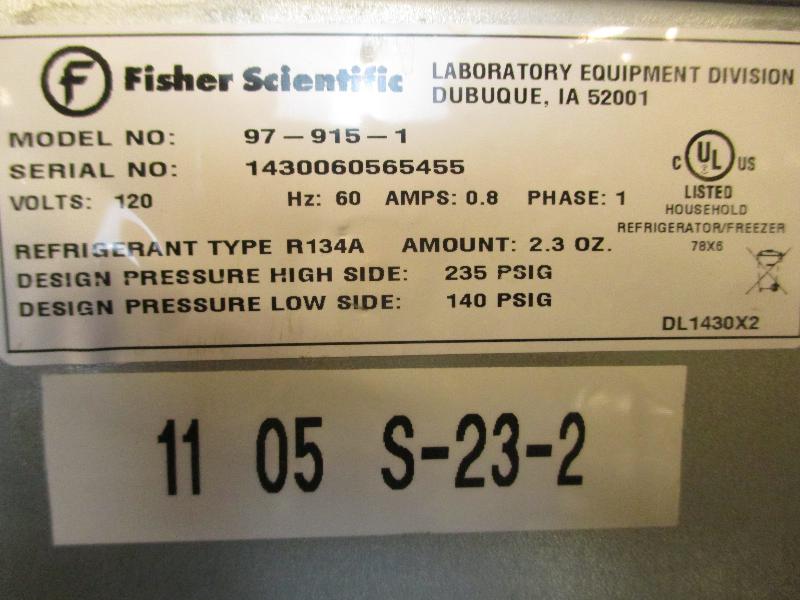 f Fisher Scientific
LABORATORY EQUIPMENT DIVISION
DUBUQUE, IA 52001
MODEL NO: 97-915-1
SERIAL NO: 1430060565455
VOLTS: 120 Hz: 60 AMPS: 0.8 PHASE: 1
C UL US
LISTED
HOUSEHOLD
REFRIGERATOR/FREEZER
78X6
REFRIGERANT TYPE R134A AMOUNT: 2.3 OZ.
DESIGN PRESSURE HIGH SIDE: 235 PSIG
DESIGN PRESSURE LOW SIDE: 140 PSIG
DL1430X2
11 05 S-23-2